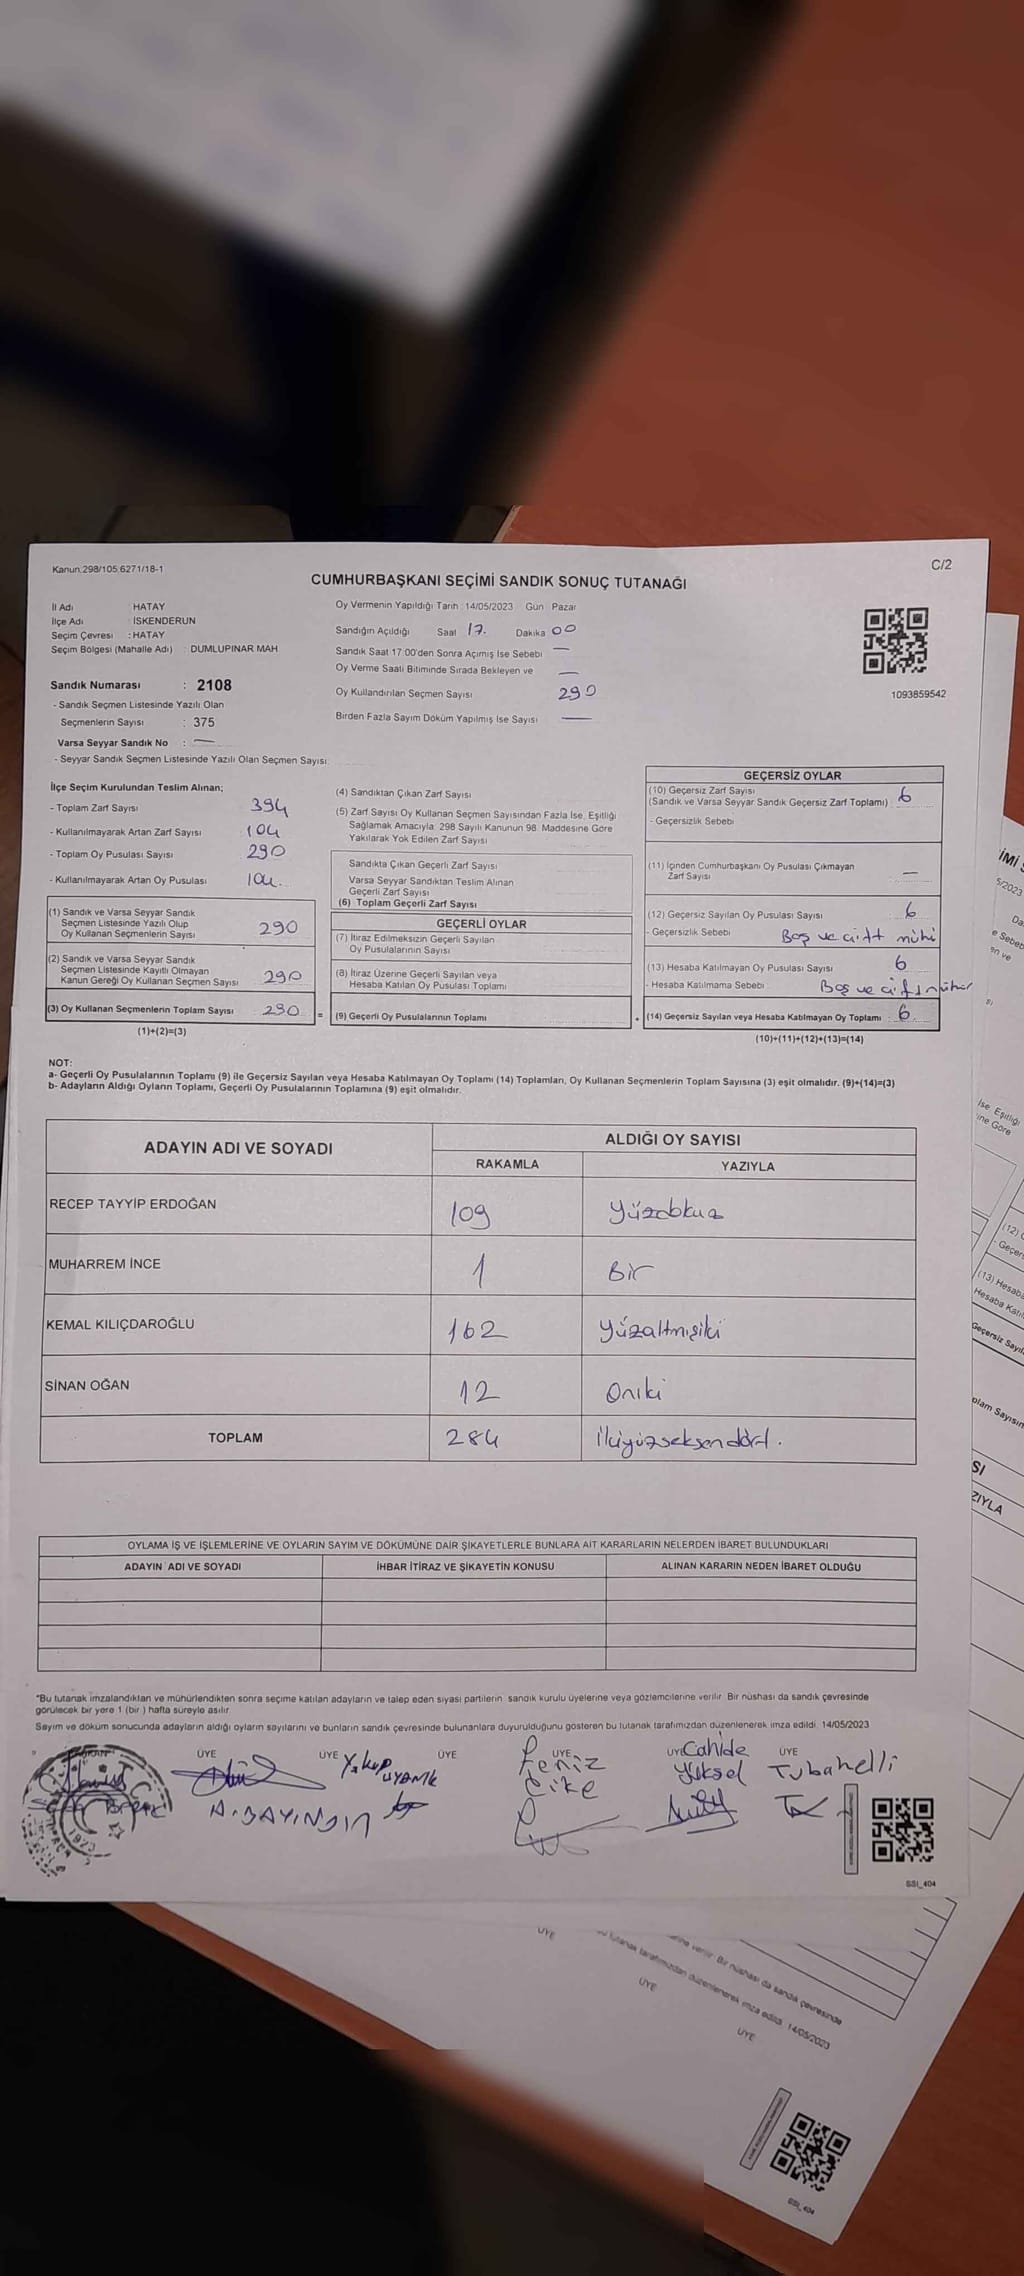 Kanun:298/105,6271/18-1
C/2
CUMHURBAŞKANI SEÇİMİ SANDIK SONUÇ TUTANAĞI
İl Adı HATAY
İlçe Adı : İSKENDERUN
Seçim Çevresi : HATAY
Seçim Bölgesi (Mahalle Adı) : DUMLUPINAR MAH
Sandık Numarası : 2108
- Sandık Seçmen Listesinde Yazılı Olan
Seçmenlerin Sayısı : 375
Varsa Seyyar Sandık No : —
- Seyyar Sandık Seçmen Listesinde Yazılı Olan Seçmen Sayısı:
Oy Vermenin Yapıldığı Tarih :14/05/2023 Gün Pazar
Sandığın Açıldığı Saat 17. Dakika 00
Sandık Saat 17:00'den Sonra Açımış İse Sebebi —
Oy Verme Saati Bitiminde Sırada Bekleyen ve —
Oy Kullandırılan Seçmen Sayısı 290
Birden Fazla Sayım Döküm Yapılmış İse Sayısı —
1093859542
İlçe Seçim Kurulundan Teslim Alınan;
- Toplam Zarf Sayısı 394
- Kullanılmayarak Artan Zarf Sayısı 104
- Toplam Oy Pusulası Sayısı 290
- Kullanılmayarak Artan Oy Pusulası 104.
(1) Sandık ve Varsa Seyyar Sandık
Seçmen Listesinde Yazılı Olup
Oy Kullanan Seçmenlerin Sayısı 290
(2) Sandık ve Varsa Seyyar Sandık
Seçmen Listesinde Kayıtlı Olmayan
Kanun Gereği Oy Kullanan Seçmen Sayısı 290
(3) Oy Kullanan Seçmenlerin Toplam Sayısı 290 =
(1)+(2)=(3)
(4) Sandıktan Çıkan Zarf Sayısı
(5) Zarf Sayısı Oy Kullanan Seçmen Sayısından Fazla İse, Eşitliği
Sağlamak Amacıyla, 298 Sayılı Kanunun 98. Maddesine Göre
Yakılarak Yok Edilen Zarf Sayısı
Sandıkta Çıkan Geçerli Zarf Sayısı
Varsa Seyyar Sandıktan Teslim Alınan
Geçerli Zarf Sayısı
(6) Toplam Geçerli Zarf Sayısı
GEÇERLİ OYLAR
(7) İtiraz Edilmeksizin Geçerli Sayılan
Oy Pusulalarının Sayısı
(8) İtiraz Üzerine Geçerli Sayılan veya
Hesaba Katılan Oy Pusulası Toplamı
(9) Geçerli Oy Pusulalarının Toplamı +
GEÇERSİZ OYLAR
(10) Geçersiz Zarf Sayısı
(Sandık ve Varsa Seyyar Sandık Geçersiz Zarf Toplamı) 6
- Geçersizlik Sebebi
(11) İçinden Cumhurbaşkanı Oy Pusulası Çıkmayan
Zarf Sayısı —
(12) Geçersiz Sayılan Oy Pusulası Sayısı 6
- Geçersizlik Sebebi Boş ve çift mühü
(13) Hesaba Katılmayan Oy Pusulası Sayısı 6
- Hesaba Katılmama Sebebi Boş ve çift mühür
(14) Geçersiz Sayılan veya Hesaba Katılmayan Oy Toplamı 6
(10)+(11)+(12)+(13)=(14)
NOT:
a- Geçerli Oy Pusulalarının Toplamı (9) ile Geçersiz Sayılan veya Hesaba Katılmayan Oy Toplamı (14) Toplamları, Oy Kullanan Seçmenlerin Toplam Sayısına (3) eşit olmalıdır. (9)+(14)=(3)
b- Adayların Aldığı Oyların Toplamı, Geçerli Oy Pusulalarının Toplamına (9) eşit olmalıdır.
ADAYIN ADI VE SOYADI ALDIĞI OY SAYISI
RAKAMLA YAZIYLA
RECEP TAYYİP ERDOĞAN 109 Yüzdokuz
MUHARREM İNCE 1 Bir
KEMAL KILIÇDAROĞLU 162 Yüzaltmışiki
SİNAN OĞAN 12 Oniki
TOPLAM 284 İkiyüzseksendört.
OYLAMA İŞ VE İŞLEMLERİNE VE OYLARIN SAYIM VE DÖKÜMÜNE DAİR ŞİKAYETLERLE BUNLARA AİT KARARLARIN NELERDEN İBARET BULUNDUKLARI
ADAYIN ADI VE SOYADI İHBAR İTİRAZ VE ŞİKAYETİN KONUSU ALINAN KARARIN NEDEN İBARET OLDUĞU
*Bu tutanak imzalandıktan ve mühürlendikten sonra seçime katılan adayların ve talep eden siyasi partilerin sandık kurulu üyelerine veya gözlemcilerine verilir. Bir nüshası da sandık çevresinde
görülecek bir yere 1 (bir) hafta süreyle asılır.
Sayım ve döküm sonucunda adayların aldığı oyların sayılarını ve bunların sandık çevresinde bulunanlara duyurulduğunu gösteren bu tutanak tarafımızdan düzenlenerek imza edildi. 14/05/2023
ÜYE ÜYE ÜYE ÜYE ÜYE ÜYE
Yakup UYANIK
Feniz Çike
Cahide Yüksel
Tubahelli
A. SAYINDIN
SSI_404
ÜYE
ÜYE
ÜYE
Bir nüshası da sandık çevresinde
bu tutanak tarafımızdan düzenlenerek imza edildi. 14/05/2023
SSI_404